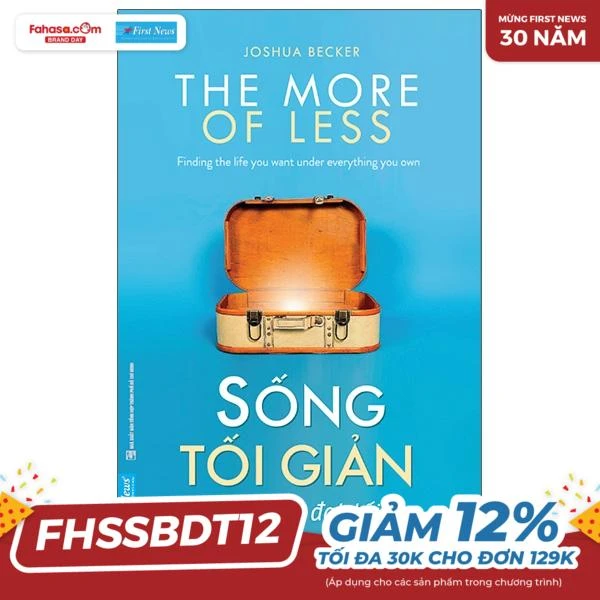 Fahasa.com
BRAND DAY
First News
MỪNG FIRST NEWS
30 NĂM
JOSHUA BECKER
THE MORE
OF LESS
Finding the life you want under everything you own
SỐNG
TỐI GIẢN
FHSSBDT12
GIẢM 12%
TỐI ĐA 30K CHO ĐƠN 129K
(Áp dụng cho các sản phẩm trong chương trình)